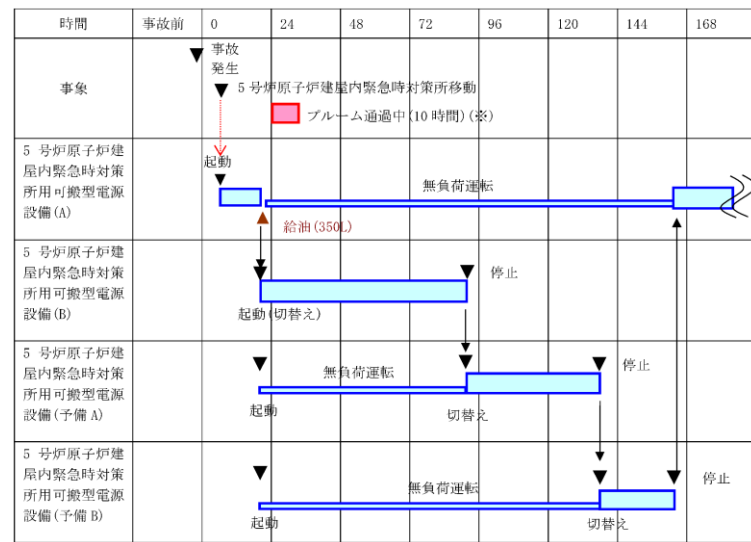 時間 事故前 0 24 48 72 96 120 144 168
事象
事故
発生
5号炉原子炉建屋内緊急時対策所移動
プルーム通過中(10時間)(※)
5 号炉原子炉建
屋内緊急時対策
所用可搬型電源
設備(A)
起動
無負荷運転
給油(350L)
5 号炉原子炉建
屋内緊急時対策
所用可搬型電源
設備(B)
停止
起動(切替え)
5 号炉原子炉建
屋内緊急時対策
所用可搬型電源
設備(予備 A)
無負荷運転
停止
起動
切替え
5 号炉原子炉建
屋内緊急時対策
所用可搬型電源
設備(予備 B)
無負荷運転
停止
起動
切替え